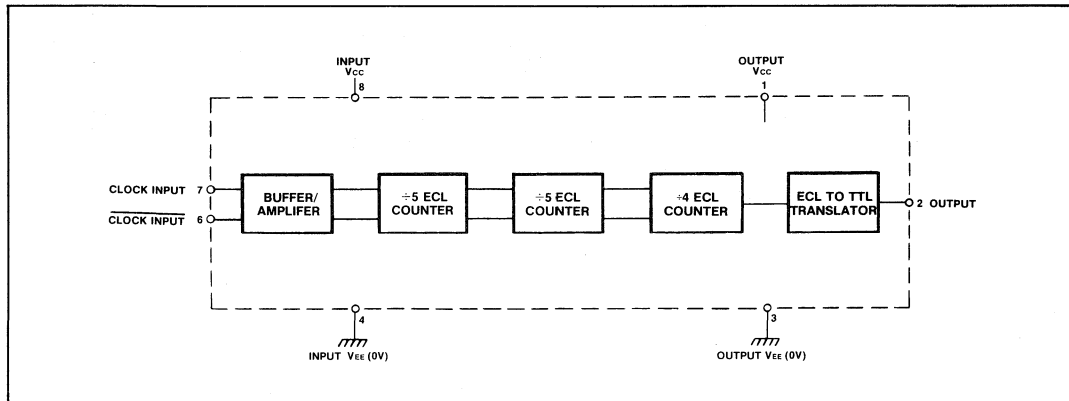 INPUT
VCC
8
OUTPUT
VCC
1
CLOCK INPUT 7
CLOCK INPUT 6
BUFFER/
AMPLIFER
÷5 ECL
COUNTER
÷5 ECL
COUNTER
÷4 ECL
COUNTER
ECL TO TTL
TRANSLATOR
2 OUTPUT
4
INPUT VEE (0V)
3
OUTPUT VEE (0V)